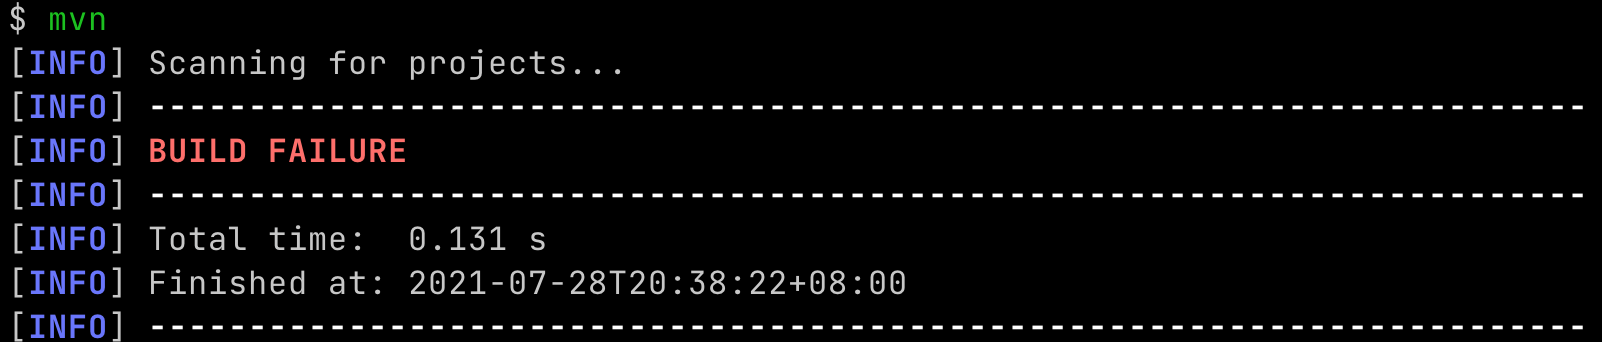 $ mvn
[INFO] Scanning for projects...
[INFO] ------------------------------------------------------------------------
[INFO] BUILD FAILURE
[INFO] ------------------------------------------------------------------------
[INFO] Total time:  0.131 s
[INFO] Finished at: 2021-07-28T20:38:22+08:00
[INFO] ------------------------------------------------------------------------